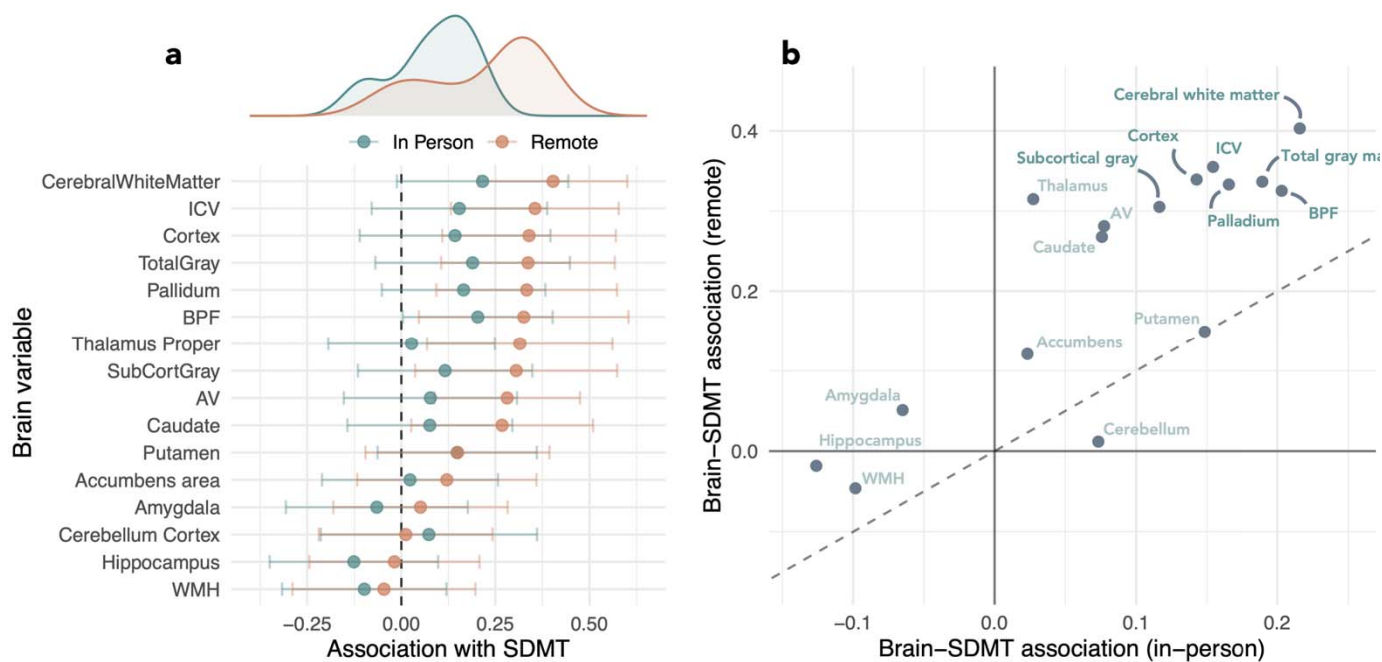 a
In Person
Remote
Brain variable
CerebralWhiteMatter
ICV
Cortex
TotalGray
Pallidum
BPF
Thalamus Proper
SubCortGray
AV
Caudate
Putamen
Accumbens area
Amygdala
Cerebellum Cortex
Hippocampus
WMH
−0.25
0.00
0.25
0.50
Association with SDMT
b
Brain−SDMT association (remote)
0.4
0.2
0.0
Cerebral white matter
Cortex
ICV
Subcortical gray
Total gray ma
Thalamus
Palladium
BPF
AV
Caudate
Putamen
Accumbens
Amygdala
Cerebellum
Hippocampus
WMH
−0.1
0.0
0.1
0.2
Brain−SDMT association (in−person)